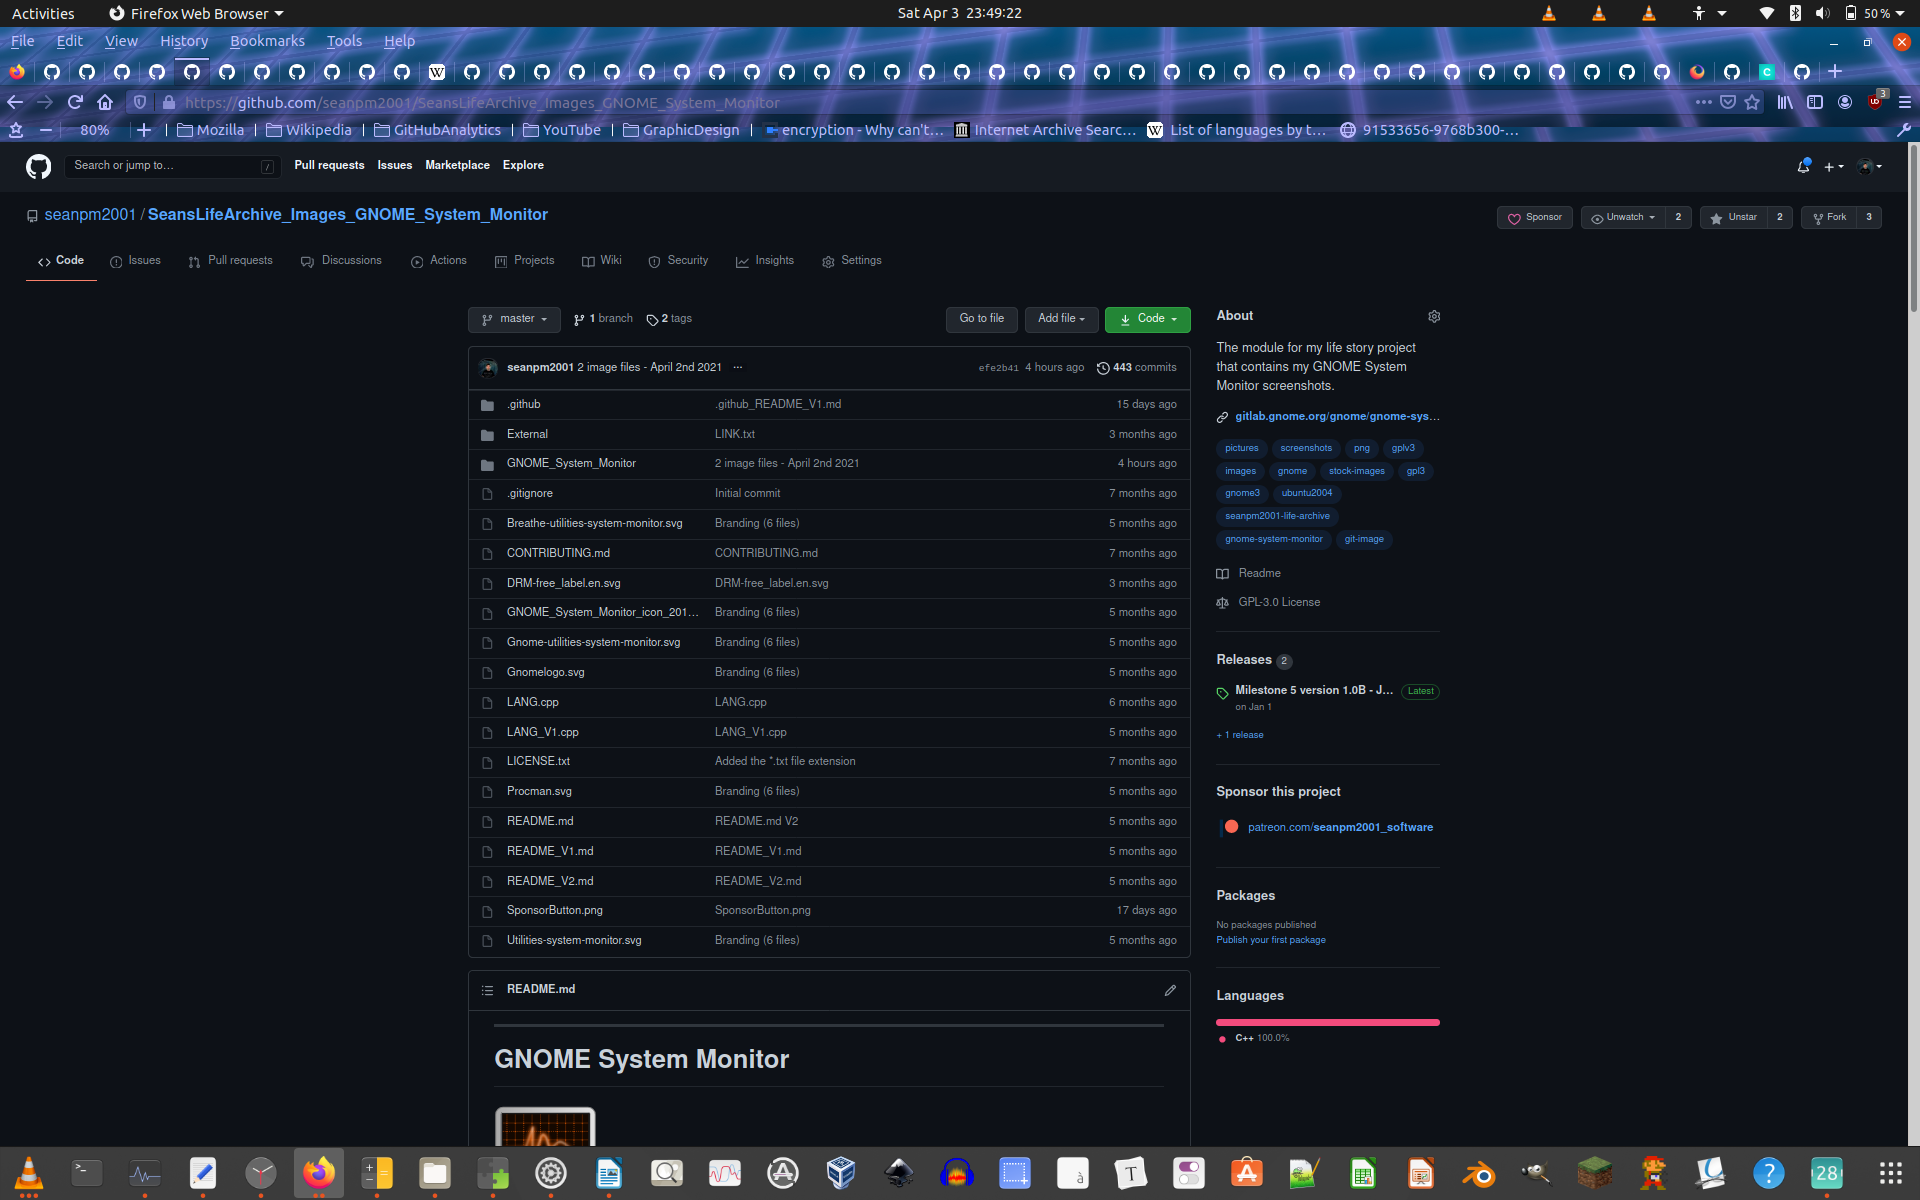 Activities Firefox Web Browser Sat Apr 3 23:49:22 50 %
File Edit View History Bookmarks Tools Help
https://github.com/seanpm2001/SeansLifeArchive_Images_GNOME_System_Monitor 3
80% Mozilla Wikipedia GitHubAnalytics YouTube GraphicDesign encryption - Why can't… Internet Archive Searc… List of languages by t… 91533656-9768b300-…
Search or jump to… / Pull requests Issues Marketplace Explore
seanpm2001 / SeansLifeArchive_Images_GNOME_System_Monitor Sponsor Unwatch 2 Unstar 2 Fork 3
Code Issues Pull requests Discussions Actions Projects Wiki Security Insights Settings
master 1 branch 2 tags Go to file Add file Code
seanpm2001 2 image files - April 2nd 2021 ... efe2b41 4 hours ago 443 commits
.github .github_README_V1.md 15 days ago
External LINK.txt 3 months ago
GNOME_System_Monitor 2 image files - April 2nd 2021 4 hours ago
.gitignore Initial commit 7 months ago
Breathe-utilities-system-monitor.svg Branding (6 files) 5 months ago
CONTRIBUTING.md CONTRIBUTING.md 7 months ago
DRM-free_label.en.svg DRM-free_label.en.svg 3 months ago
GNOME_System_Monitor_icon_201… Branding (6 files) 5 months ago
Gnome-utilities-system-monitor.svg Branding (6 files) 5 months ago
Gnomelogo.svg Branding (6 files) 5 months ago
LANG.cpp LANG.cpp 6 months ago
LANG_V1.cpp LANG_V1.cpp 5 months ago
LICENSE.txt Added the *.txt file extension 7 months ago
Procman.svg Branding (6 files) 5 months ago
README.md README.md V2 5 months ago
README_V1.md README_V1.md 5 months ago
README_V2.md README_V2.md 5 months ago
SponsorButton.png SponsorButton.png 17 days ago
Utilities-system-monitor.svg Branding (6 files) 5 months ago
README.md
GNOME System Monitor
About
The module for my life story project
that contains my GNOME System
Monitor screenshots.
gitlab.gnome.org/gnome/gnome-sys…
pictures screenshots png gplv3
images gnome stock-images gpl3
gnome3 ubuntu2004
seanpm2001-life-archive
gnome-system-monitor git-image
Readme
GPL-3.0 License
Releases 2
Milestone 5 version 1.0B - J… Latest
on Jan 1
+ 1 release
Sponsor this project
patreon.com/seanpm2001_software
Packages
No packages published
Publish your first package
Languages
C++ 100.0%
28